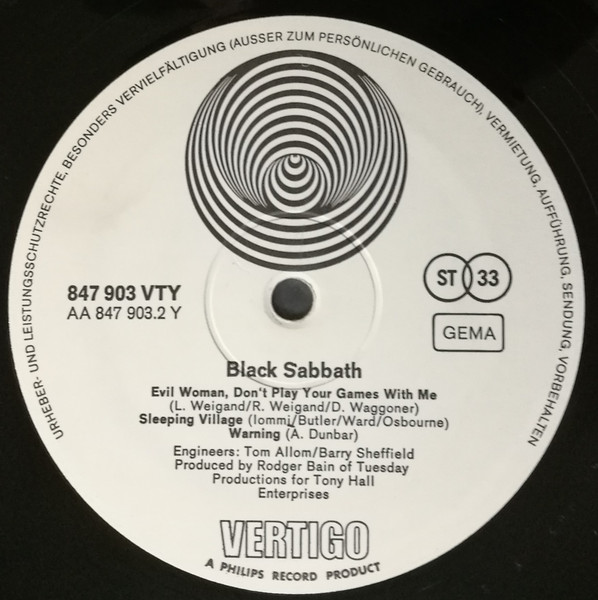 URHEBER- UND LEISTUNGSSCHUTZRECHTE, BESONDERS VERVIELFÄLTIGUNG (AUSSER ZUM PERSÖNLICHEN GEBRAUCH), VERMIETUNG, AUFFÜHRUNG, SENDUNG, VORBEHALTEN
847 903 VTY
AA 847 903.2 Y
ST 33
GEMA
Black Sabbath
Evil Woman, Don't Play Your Games With Me
(L. Weigand/R. Weigand/D. Waggoner)
Sleeping Village (Iommi/Butler/Ward/Osbourne)
Warning (A. Dunbar)
Engineers: Tom Allom/Barry Sheffield
Produced by Rodger Bain of Tuesday
Productions for Tony Hall
Enterprises
VERTIGO
A PHILIPS RECORD PRODUCT